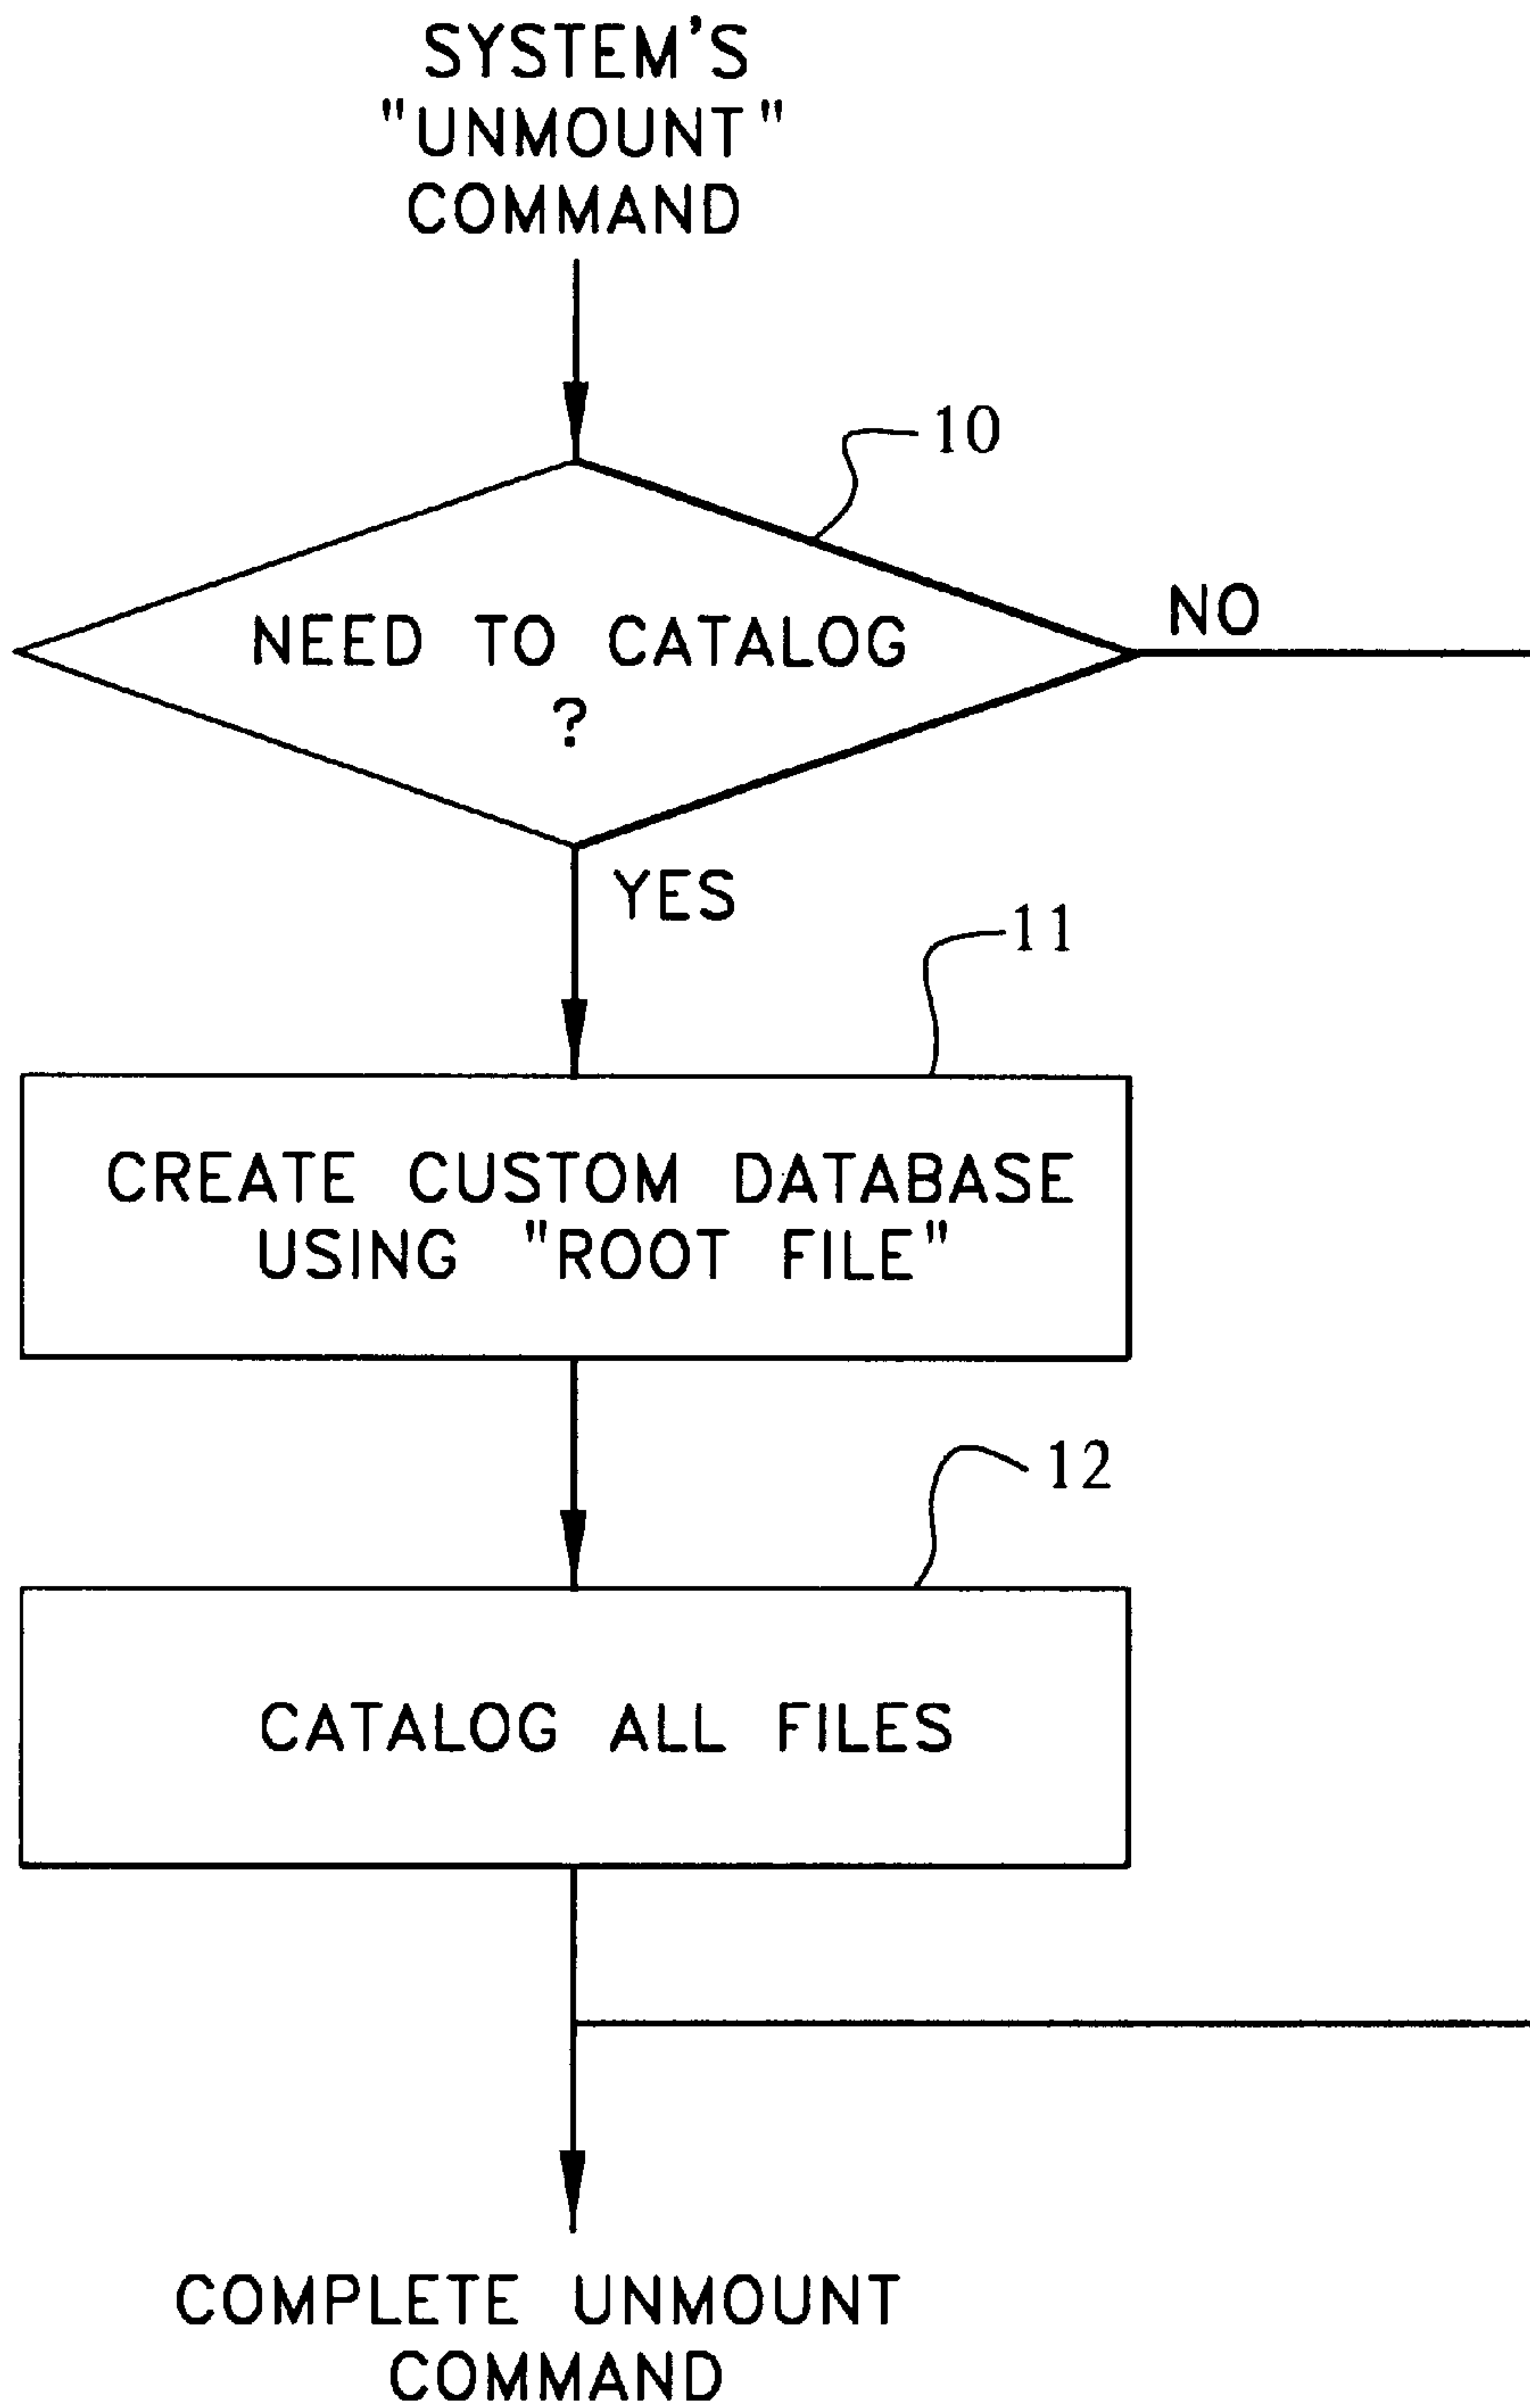 SYSTEM'S
"UNMOUNT"
COMMAND
10
NEED TO CATALOG
?
NO
YES
11
CREATE CUSTOM DATABASE
USING "ROOT FILE"
12
CATALOG ALL FILES
COMPLETE UNMOUNT
COMMAND